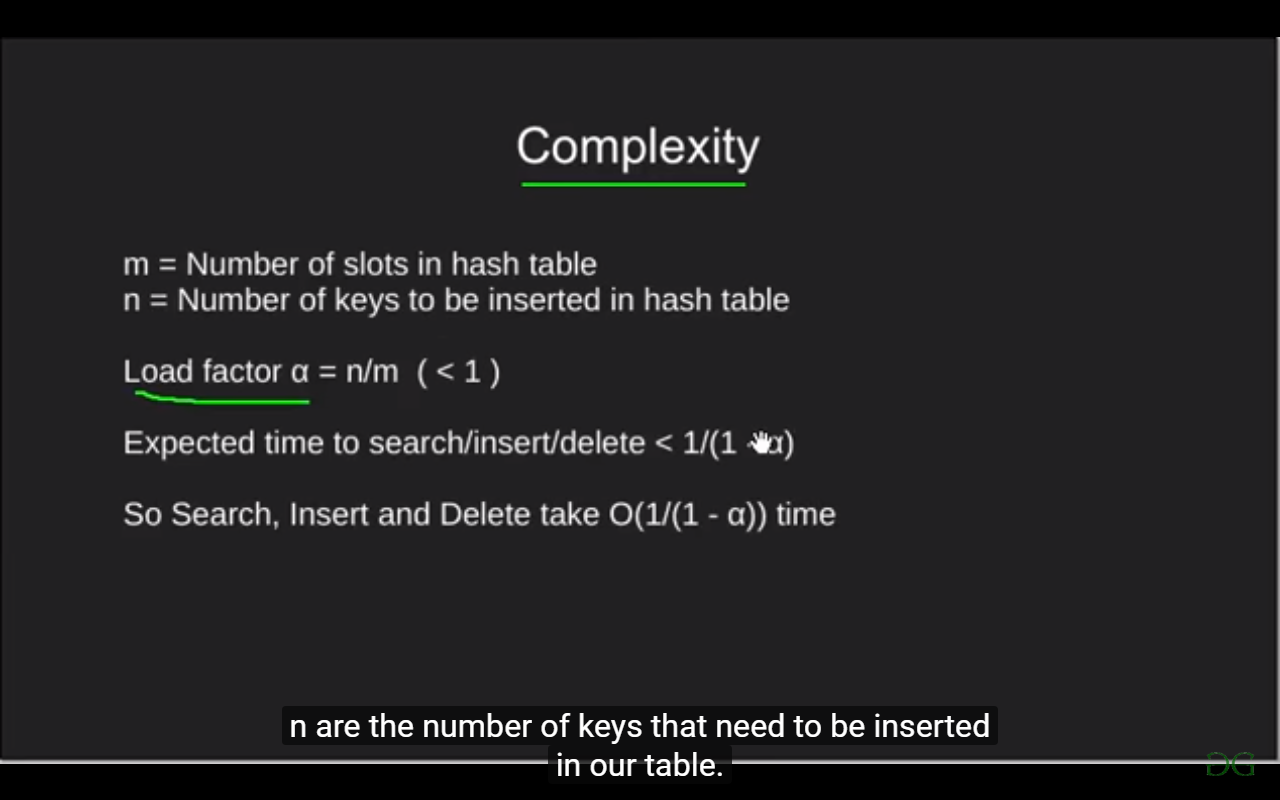 Complexity
m = Number of slots in hash table
n = Number of keys to be inserted in hash table
Load factor α = n/m ( < 1 )
Expected time to search/insert/delete < 1/(1 - α)
So Search, Insert and Delete take O(1/(1 - α)) time
n are the number of keys that need to be inserted
in our table.